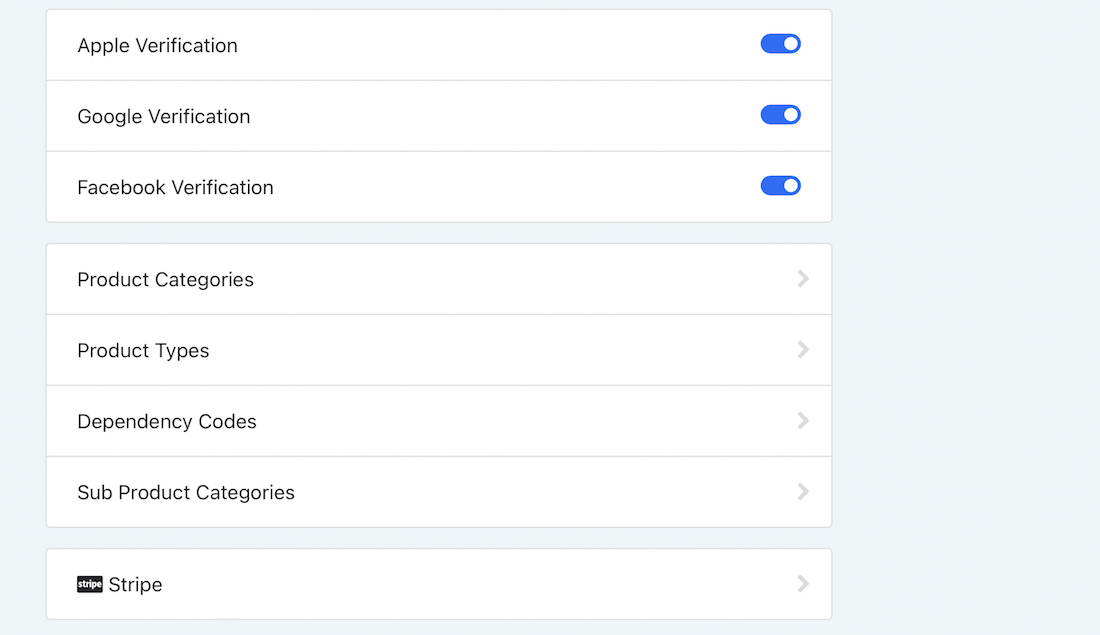 Apple Verification
Google Verification
Facebook Verification
Product Categories
Product Types
Dependency Codes
Sub Product Categories
stripe Stripe